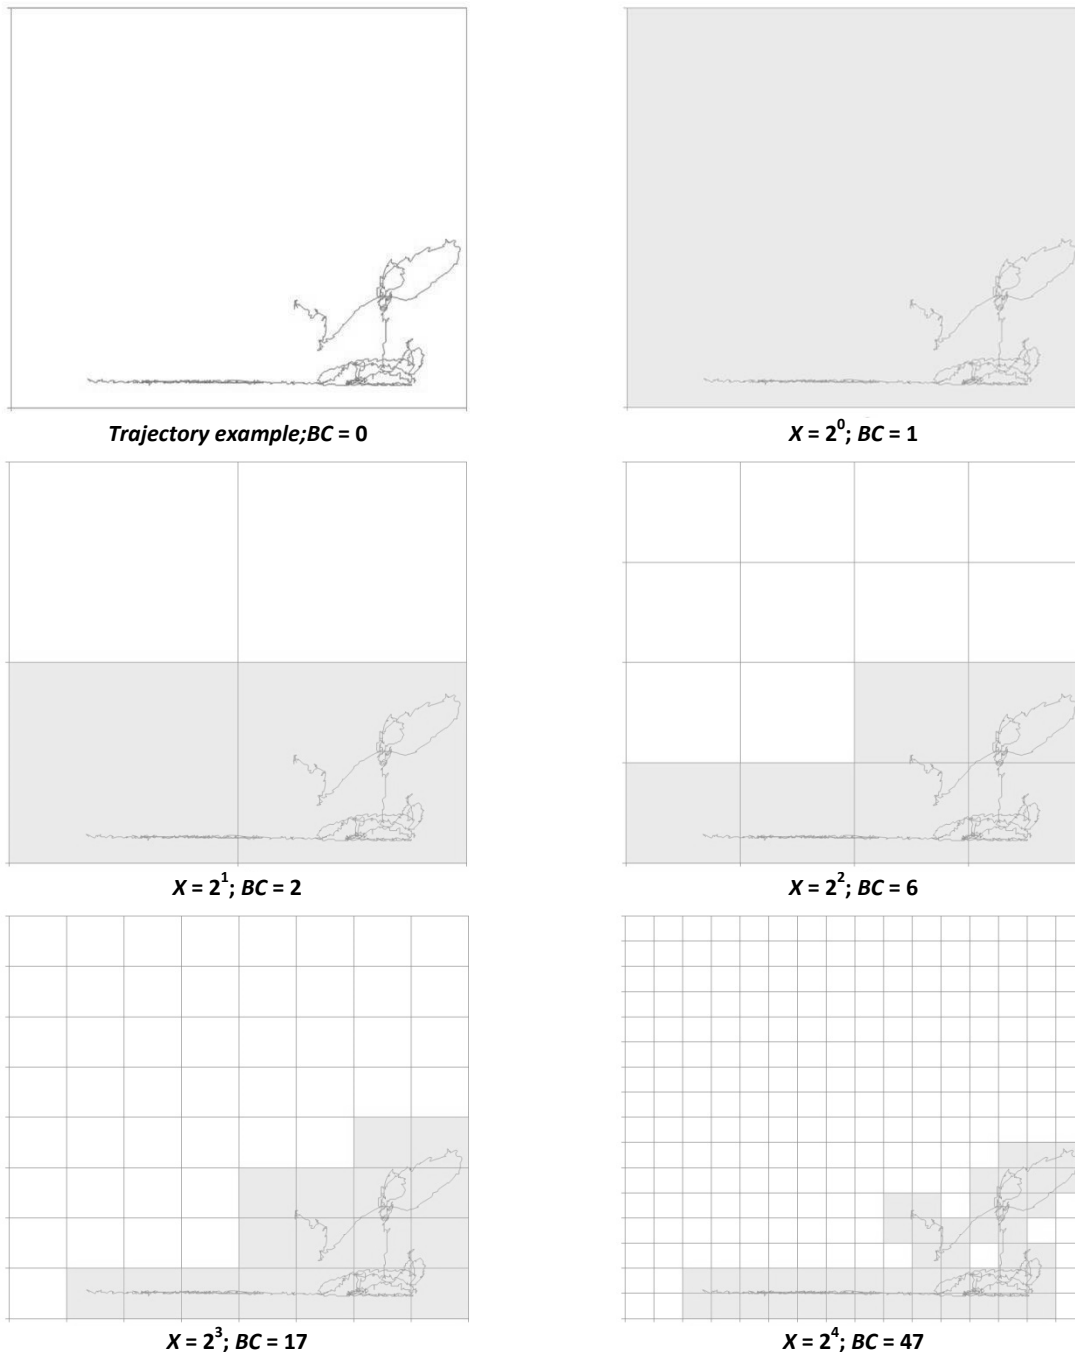 Trajectory example;BC = 0
X = 2⁰; BC = 1
X = 2¹; BC = 2
X = 2²; BC = 6
X = 2³; BC = 17
X = 2⁴; BC = 47